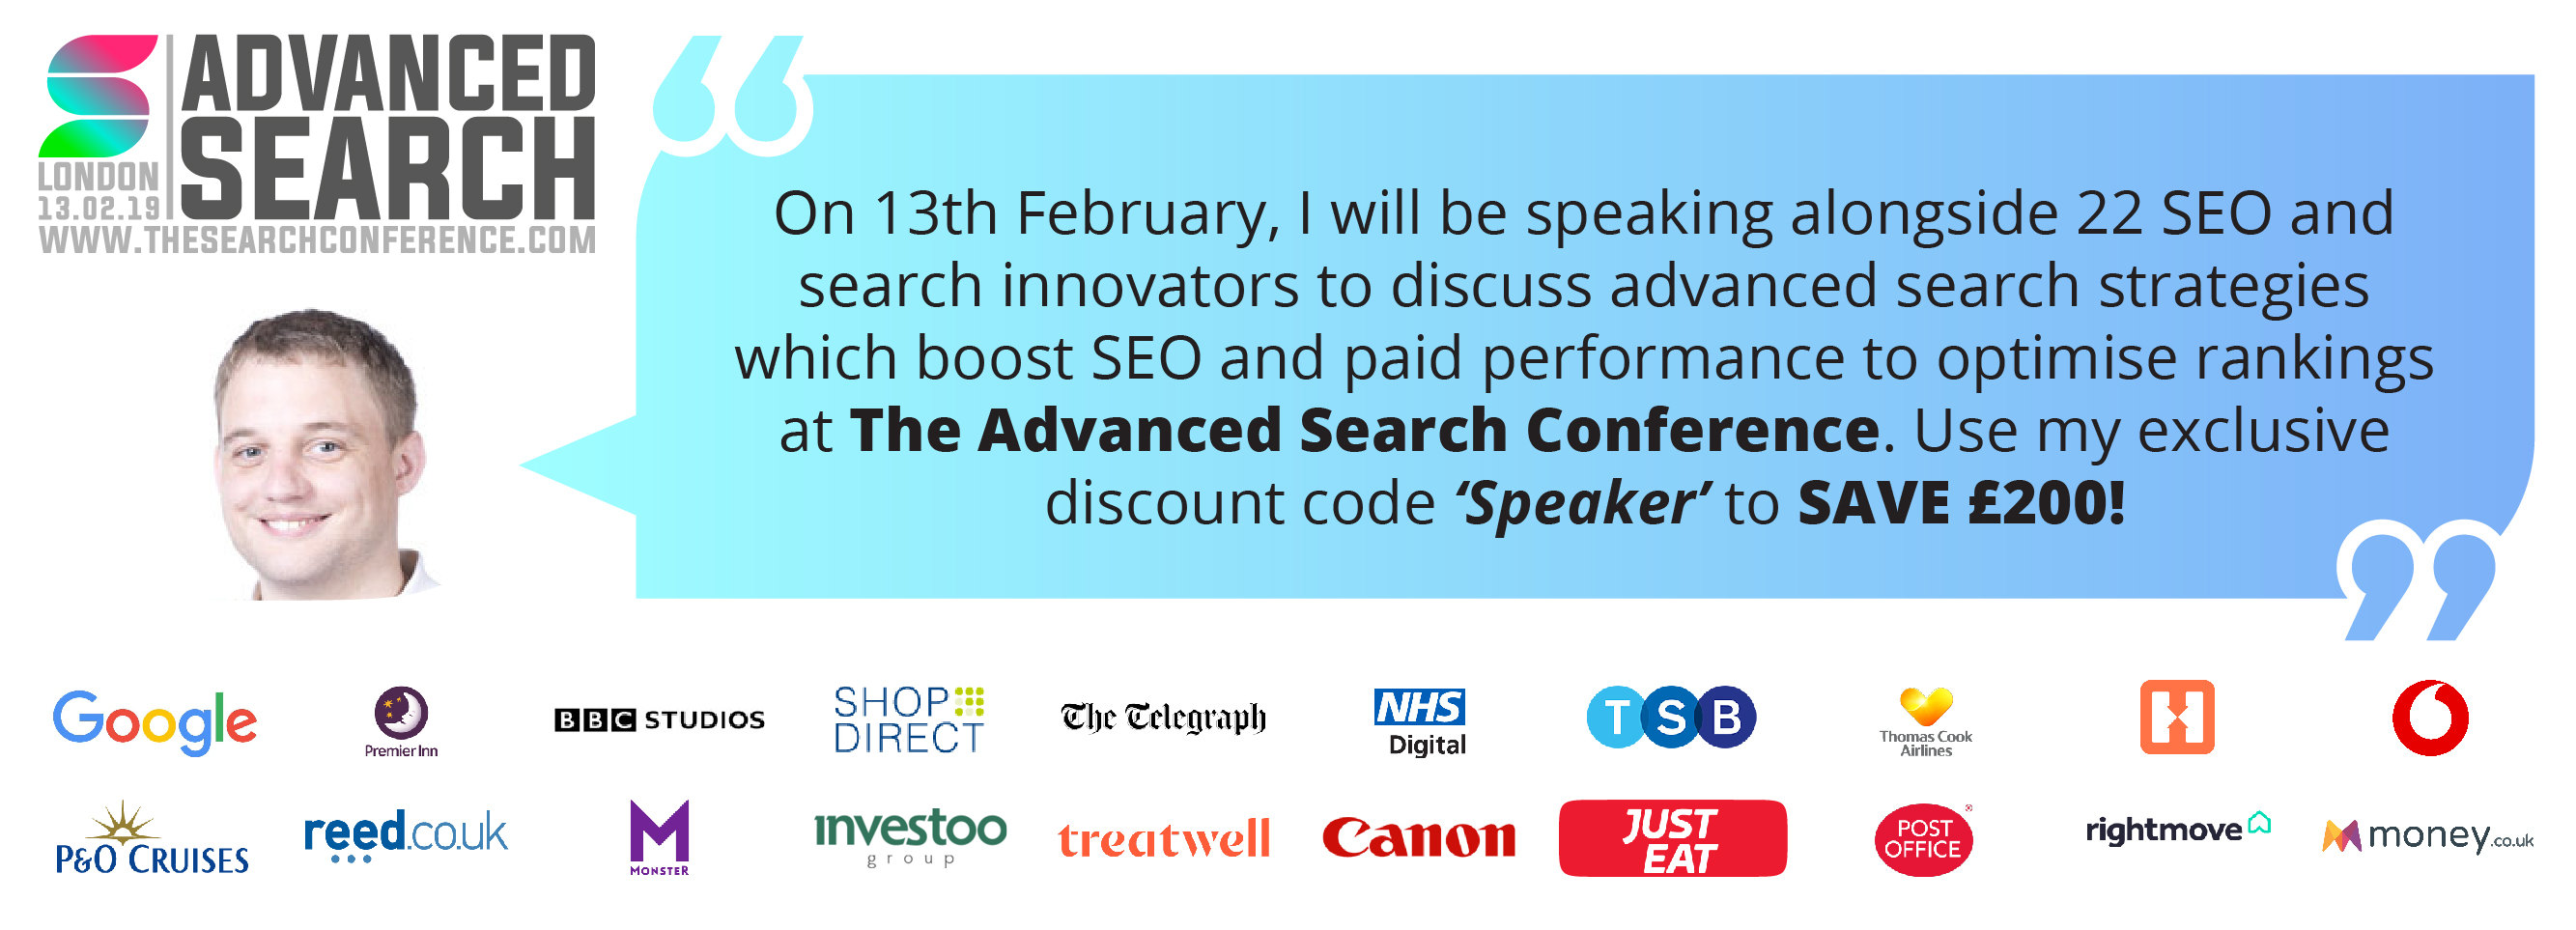 ADVANCED
SEARCH
LONDON
13.02.19
WWW.THESEARCHCONFERENCE.COM
“
On 13th February, I will be speaking alongside 22 SEO and
search innovators to discuss advanced search strategies
which boost SEO and paid performance to optimise rankings
at The Advanced Search Conference. Use my exclusive
discount code ‘Speaker’ to SAVE £200!
”
Google
Premier Inn
BBC STUDIOS
SHOP
DIRECT
The Telegraph
NHS
Digital
TSB
Thomas Cook
Airlines
H
P&O CRUISES
reed.co.uk
M
MONSTER
investoo
group
treatwell
Canon
JUST
EAT
POST
OFFICE
®
rightmove
money.co.uk